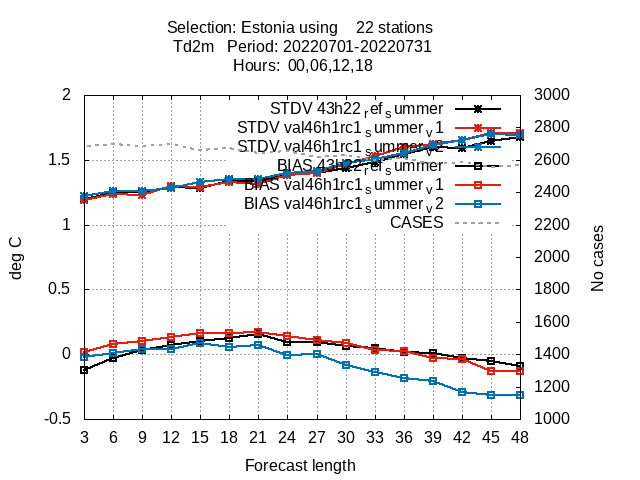 Selection: Estonia using 22 stations
Td2m Period: 20220701-20220731
Hours: 00,06,12,18
2
1.5
1
0.5
0
-0.5
deg C
3000
2800
2600
2400
2200
2000
1800
1600
1400
1200
1000
No cases
STDV 43h22_ref_summer
STDV val46h1rc1_summer_v1
STDV val46h1rc1_summer_v2
BIAS 43h22_ref_summer
BIAS val46h1rc1_summer_v1
BIAS val46h1rc1_summer_v2
CASES
3 6 9 12 15 18 21 24 27 30 33 36 39 42 45 48
Forecast length